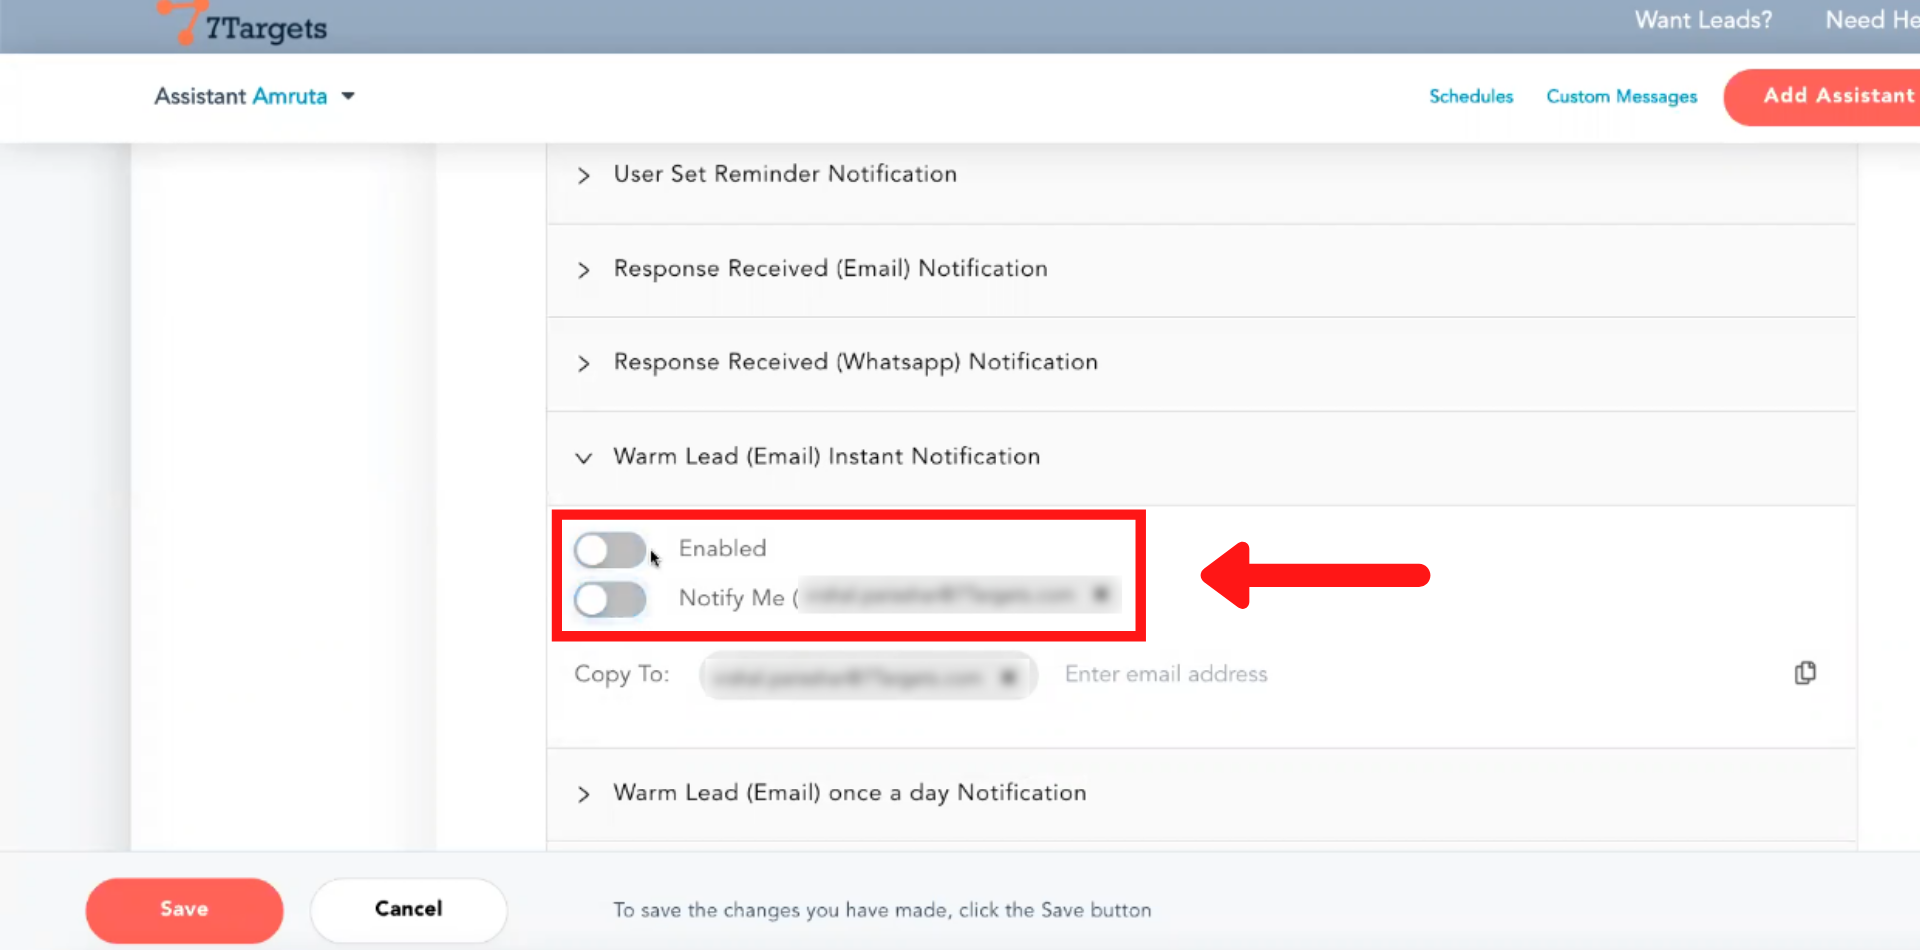 7Targets
Want Leads?
Need He
Assistant Amruta
Schedules
Custom Messages
Add Assistant
User Set Reminder Notification
Response Received (Email) Notification
Response Received (Whatsapp) Notification
Warm Lead (Email) Instant Notification
Enabled
Notify Me (
Copy To:
Enter email address
Warm Lead (Email) once a day Notification
Save
Cancel
To save the changes you have made, click the Save button